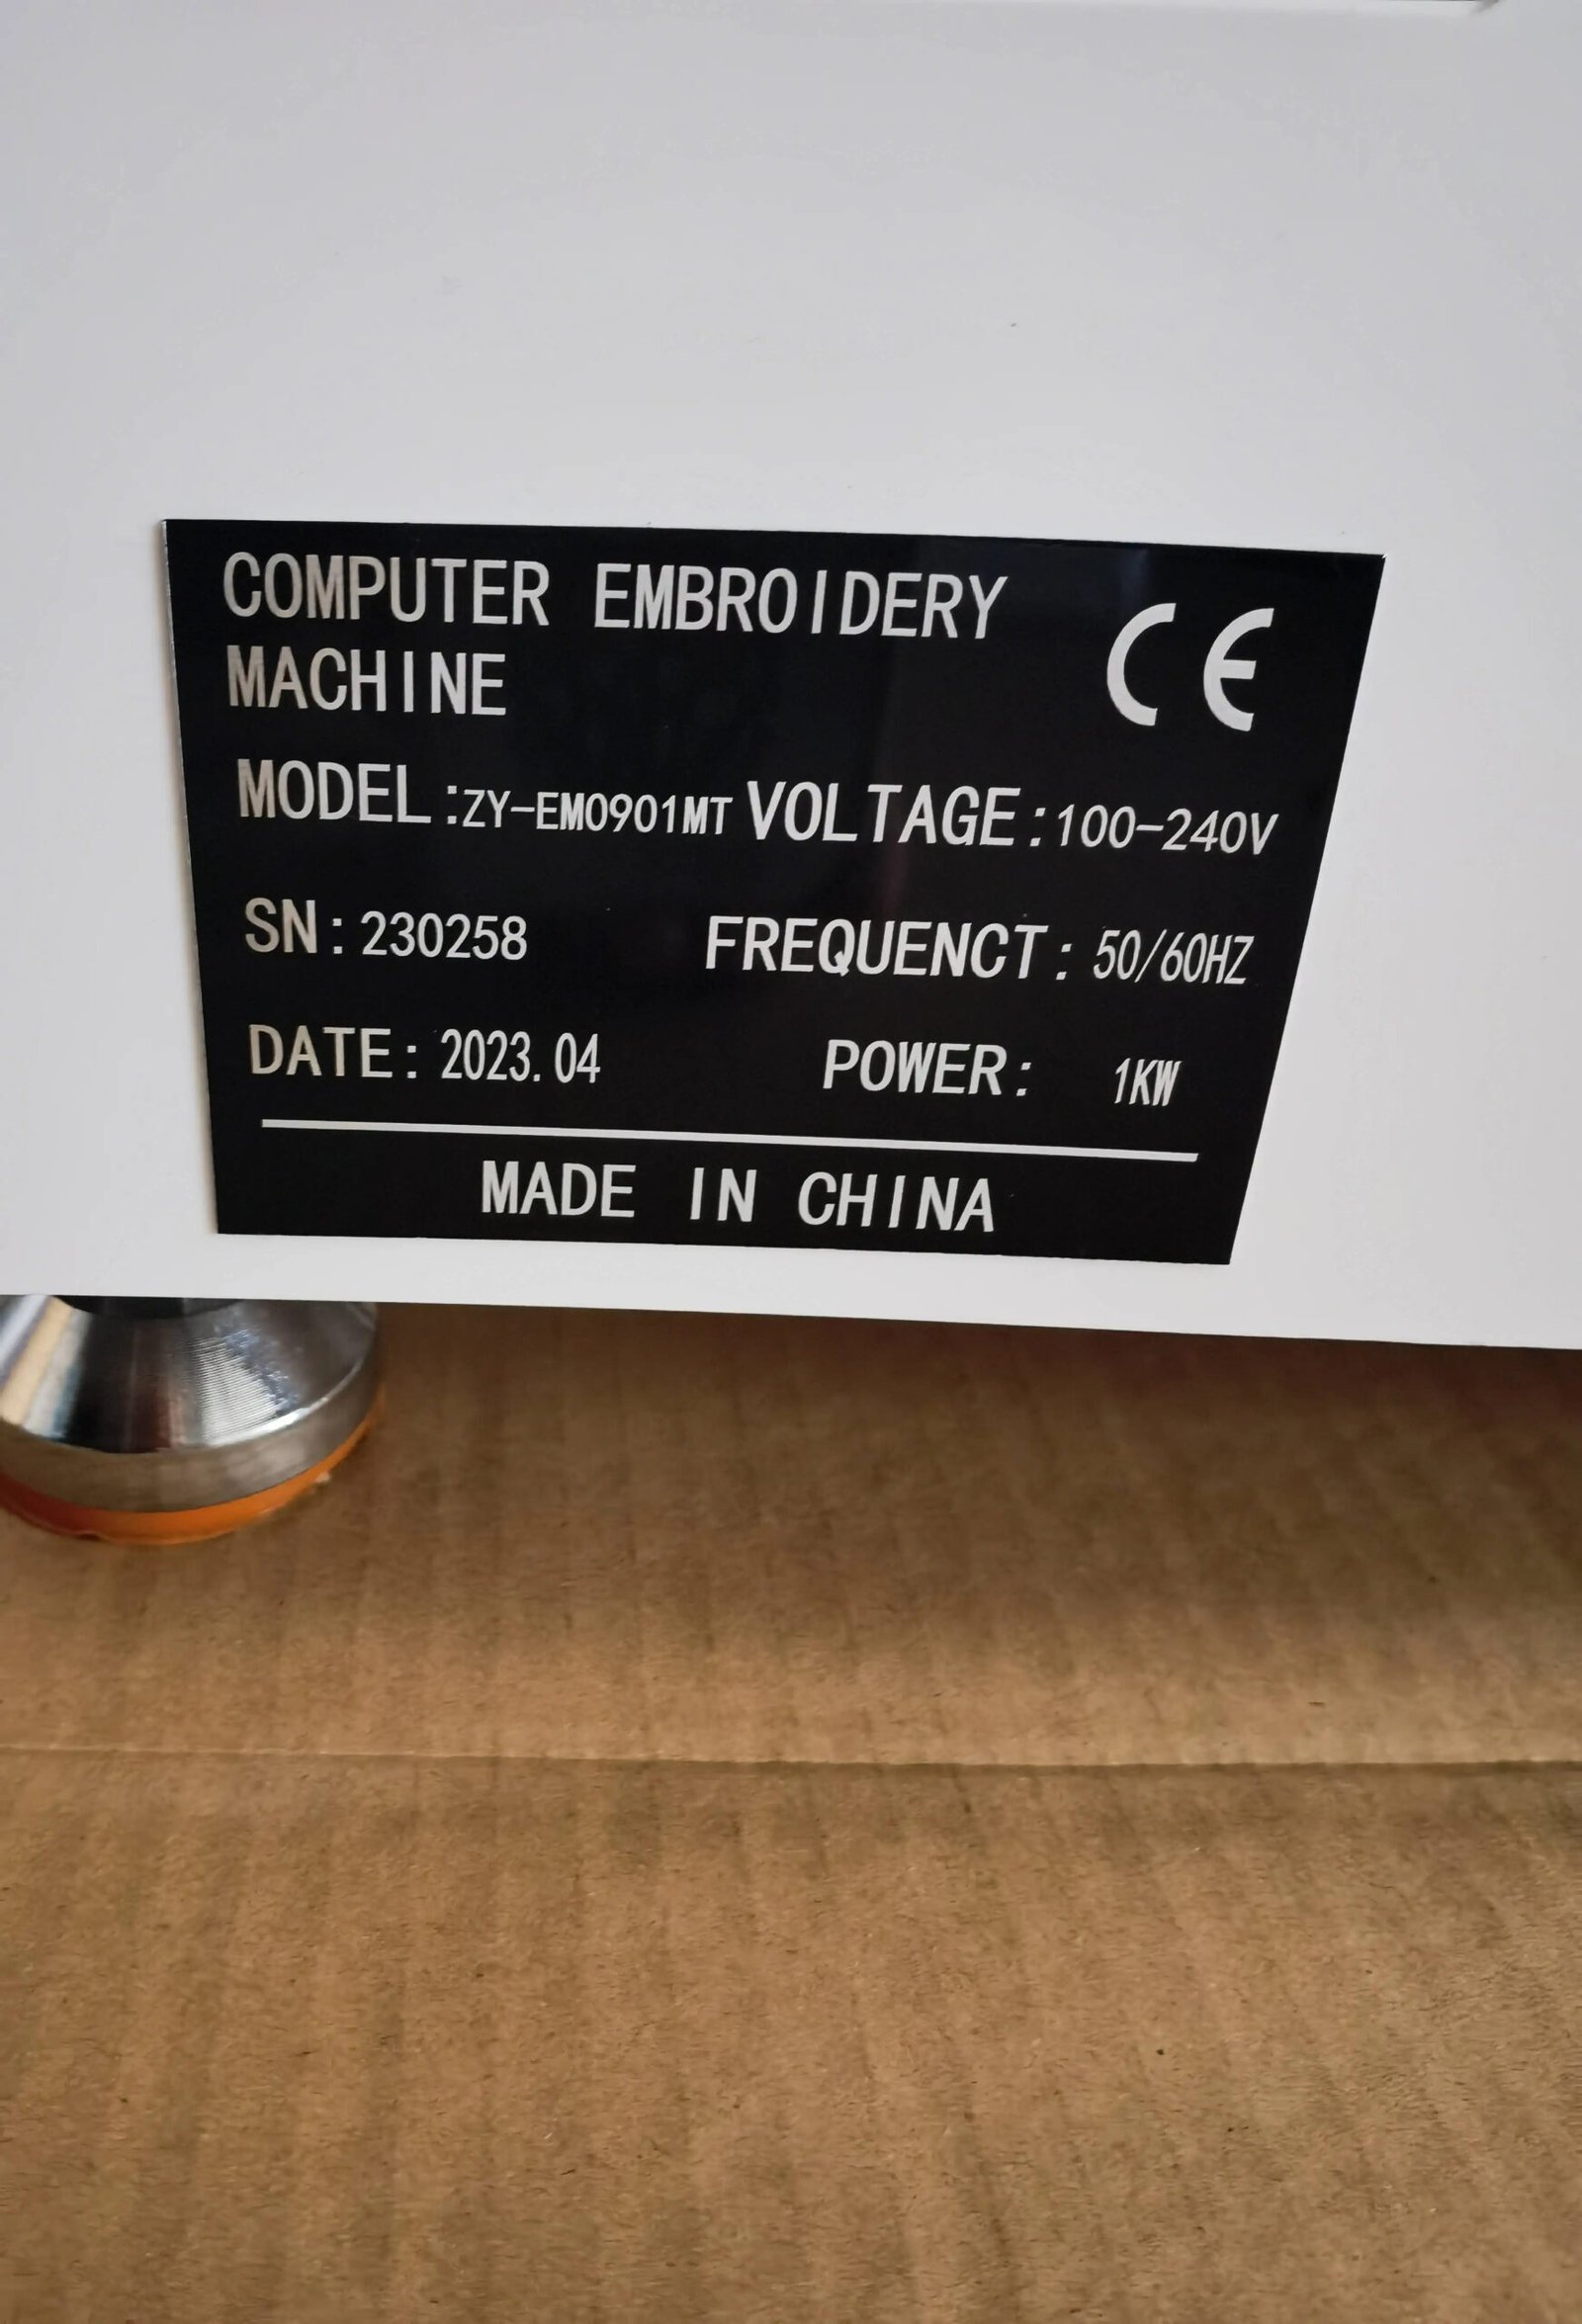 COMPUTER EMBROIDERY
MACHINE
CE
MODEL:ZY-EM0901MT VOLTAGE:100-240V
SN:230258 FREQUENCT: 50/60HZ
DATE: 2023.04 POWER: 1KW
MADE IN CHINA